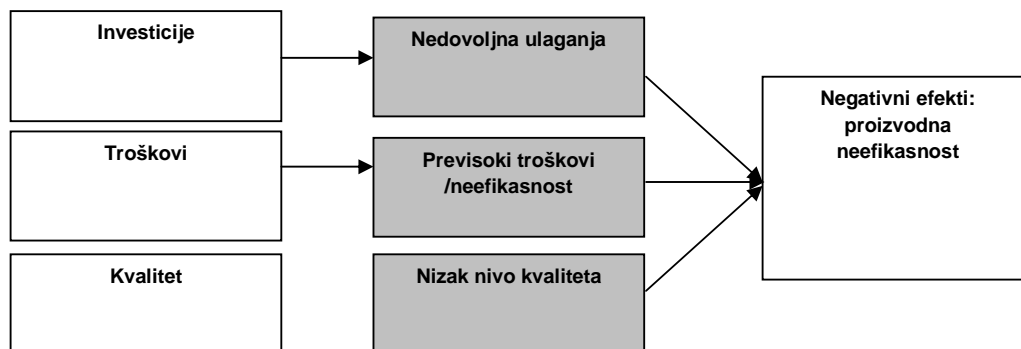 Investicije
Nedovoljna ulaganja
Negativni efekti:
proizvodna
neefikasnost
Troškovi
Previsoki troškovi
/neefikasnost
Kvalitet
Nizak nivo kvaliteta